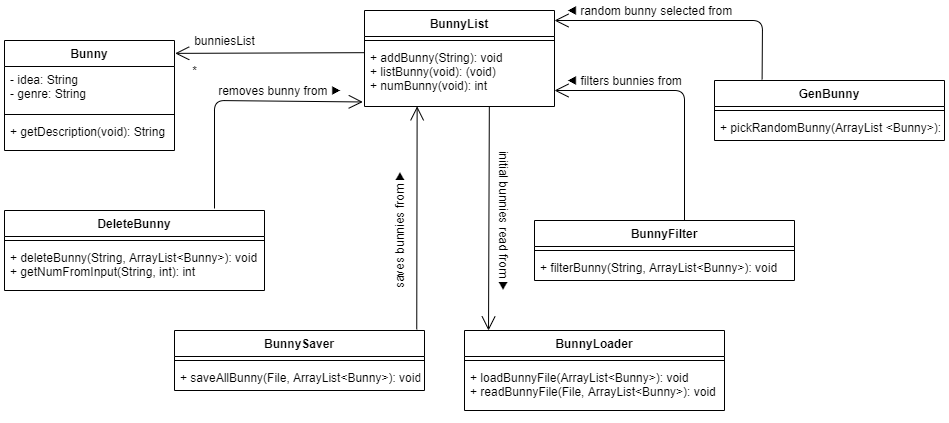 BunnyList
+ addBunny(String): void
+ listBunny(void): (void)
+ numBunny(void): int
◀ random bunny selected from
Bunny
- idea: String
- genre: String
+ getDescription(void): String
bunniesList
*
removes bunny from ▶
◀ filters bunnies from
GenBunny
+ pickRandomBunny(ArrayList <Bunny>):
saves bunnies from ▶
initial bunnies read from ▶
DeleteBunny
+ deleteBunny(String, ArrayList<Bunny>): void
+ getNumFromInput(String, int): int
BunnyFilter
+ filterBunny(String, ArrayList<Bunny>): void
BunnySaver
+ saveAllBunny(File, ArrayList<Bunny>): void
BunnyLoader
+ loadBunnyFile(ArrayList<Bunny>): void
+ readBunnyFile(File, ArrayList<Bunny>): void